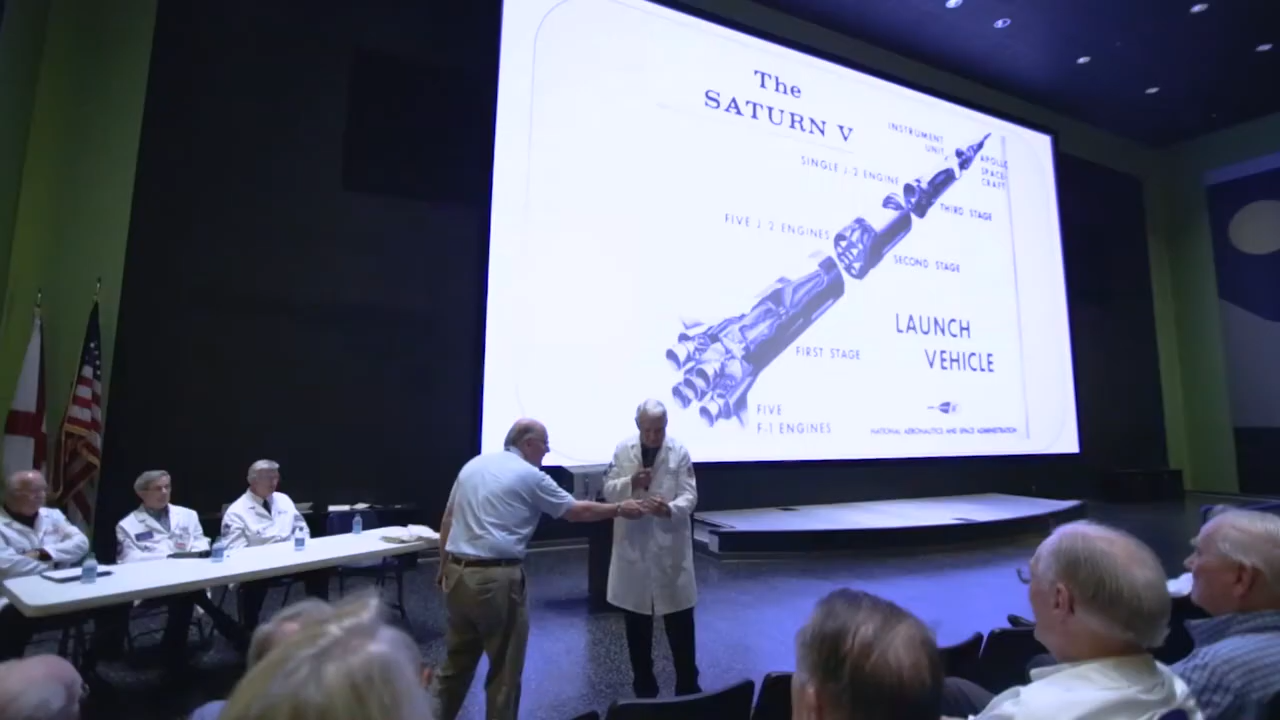 The
SATURN V
INSTRUMENT
UNIT
APOLLO
SPACE
CRAFT
SINGLE J-2 ENGINE
THIRD STAGE
FIVE J-2 ENGINES
SECOND STAGE
LAUNCH
VEHICLE
FIRST STAGE
FIVE
F-1 ENGINES
NATIONAL AERONAUTICS AND SPACE ADMINISTRATION